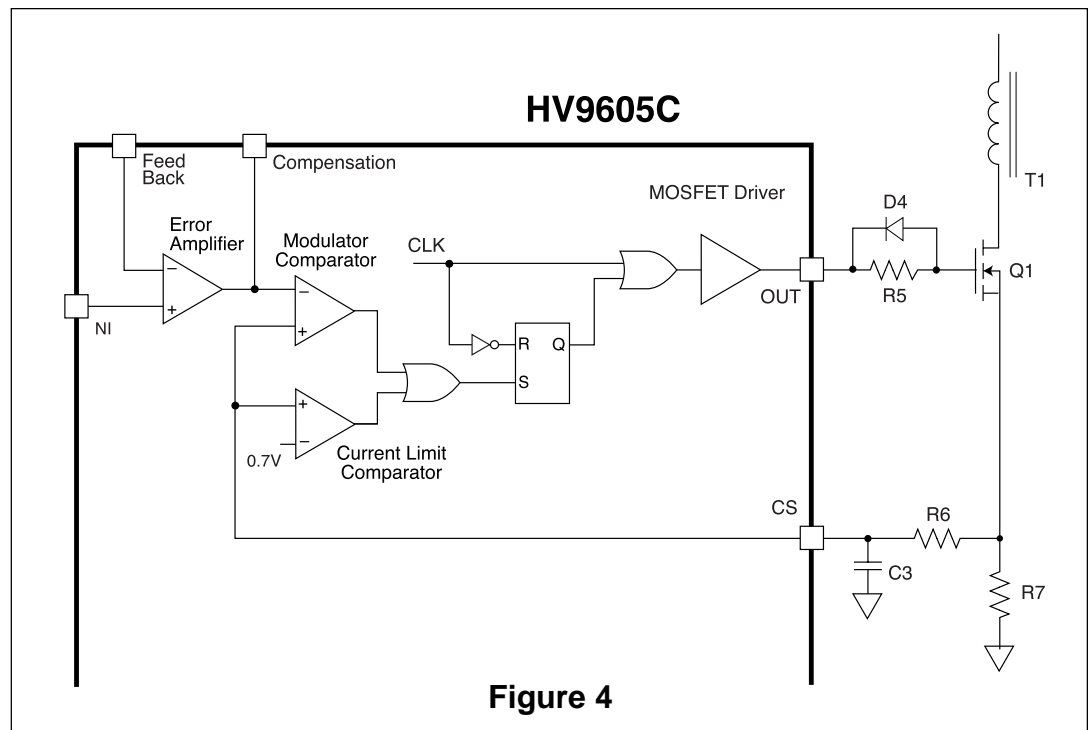 HV9605C
Feed
Back
Compensation
MOSFET Driver
T1
D4
Error
Amplifier
Modulator
Comparator
CLK
Q1
OUT
R5
NI
−
+
−
+
R
Q
S
+
−
0.7V
Current Limit
Comparator
CS
R6
C3
R7
Figure 4